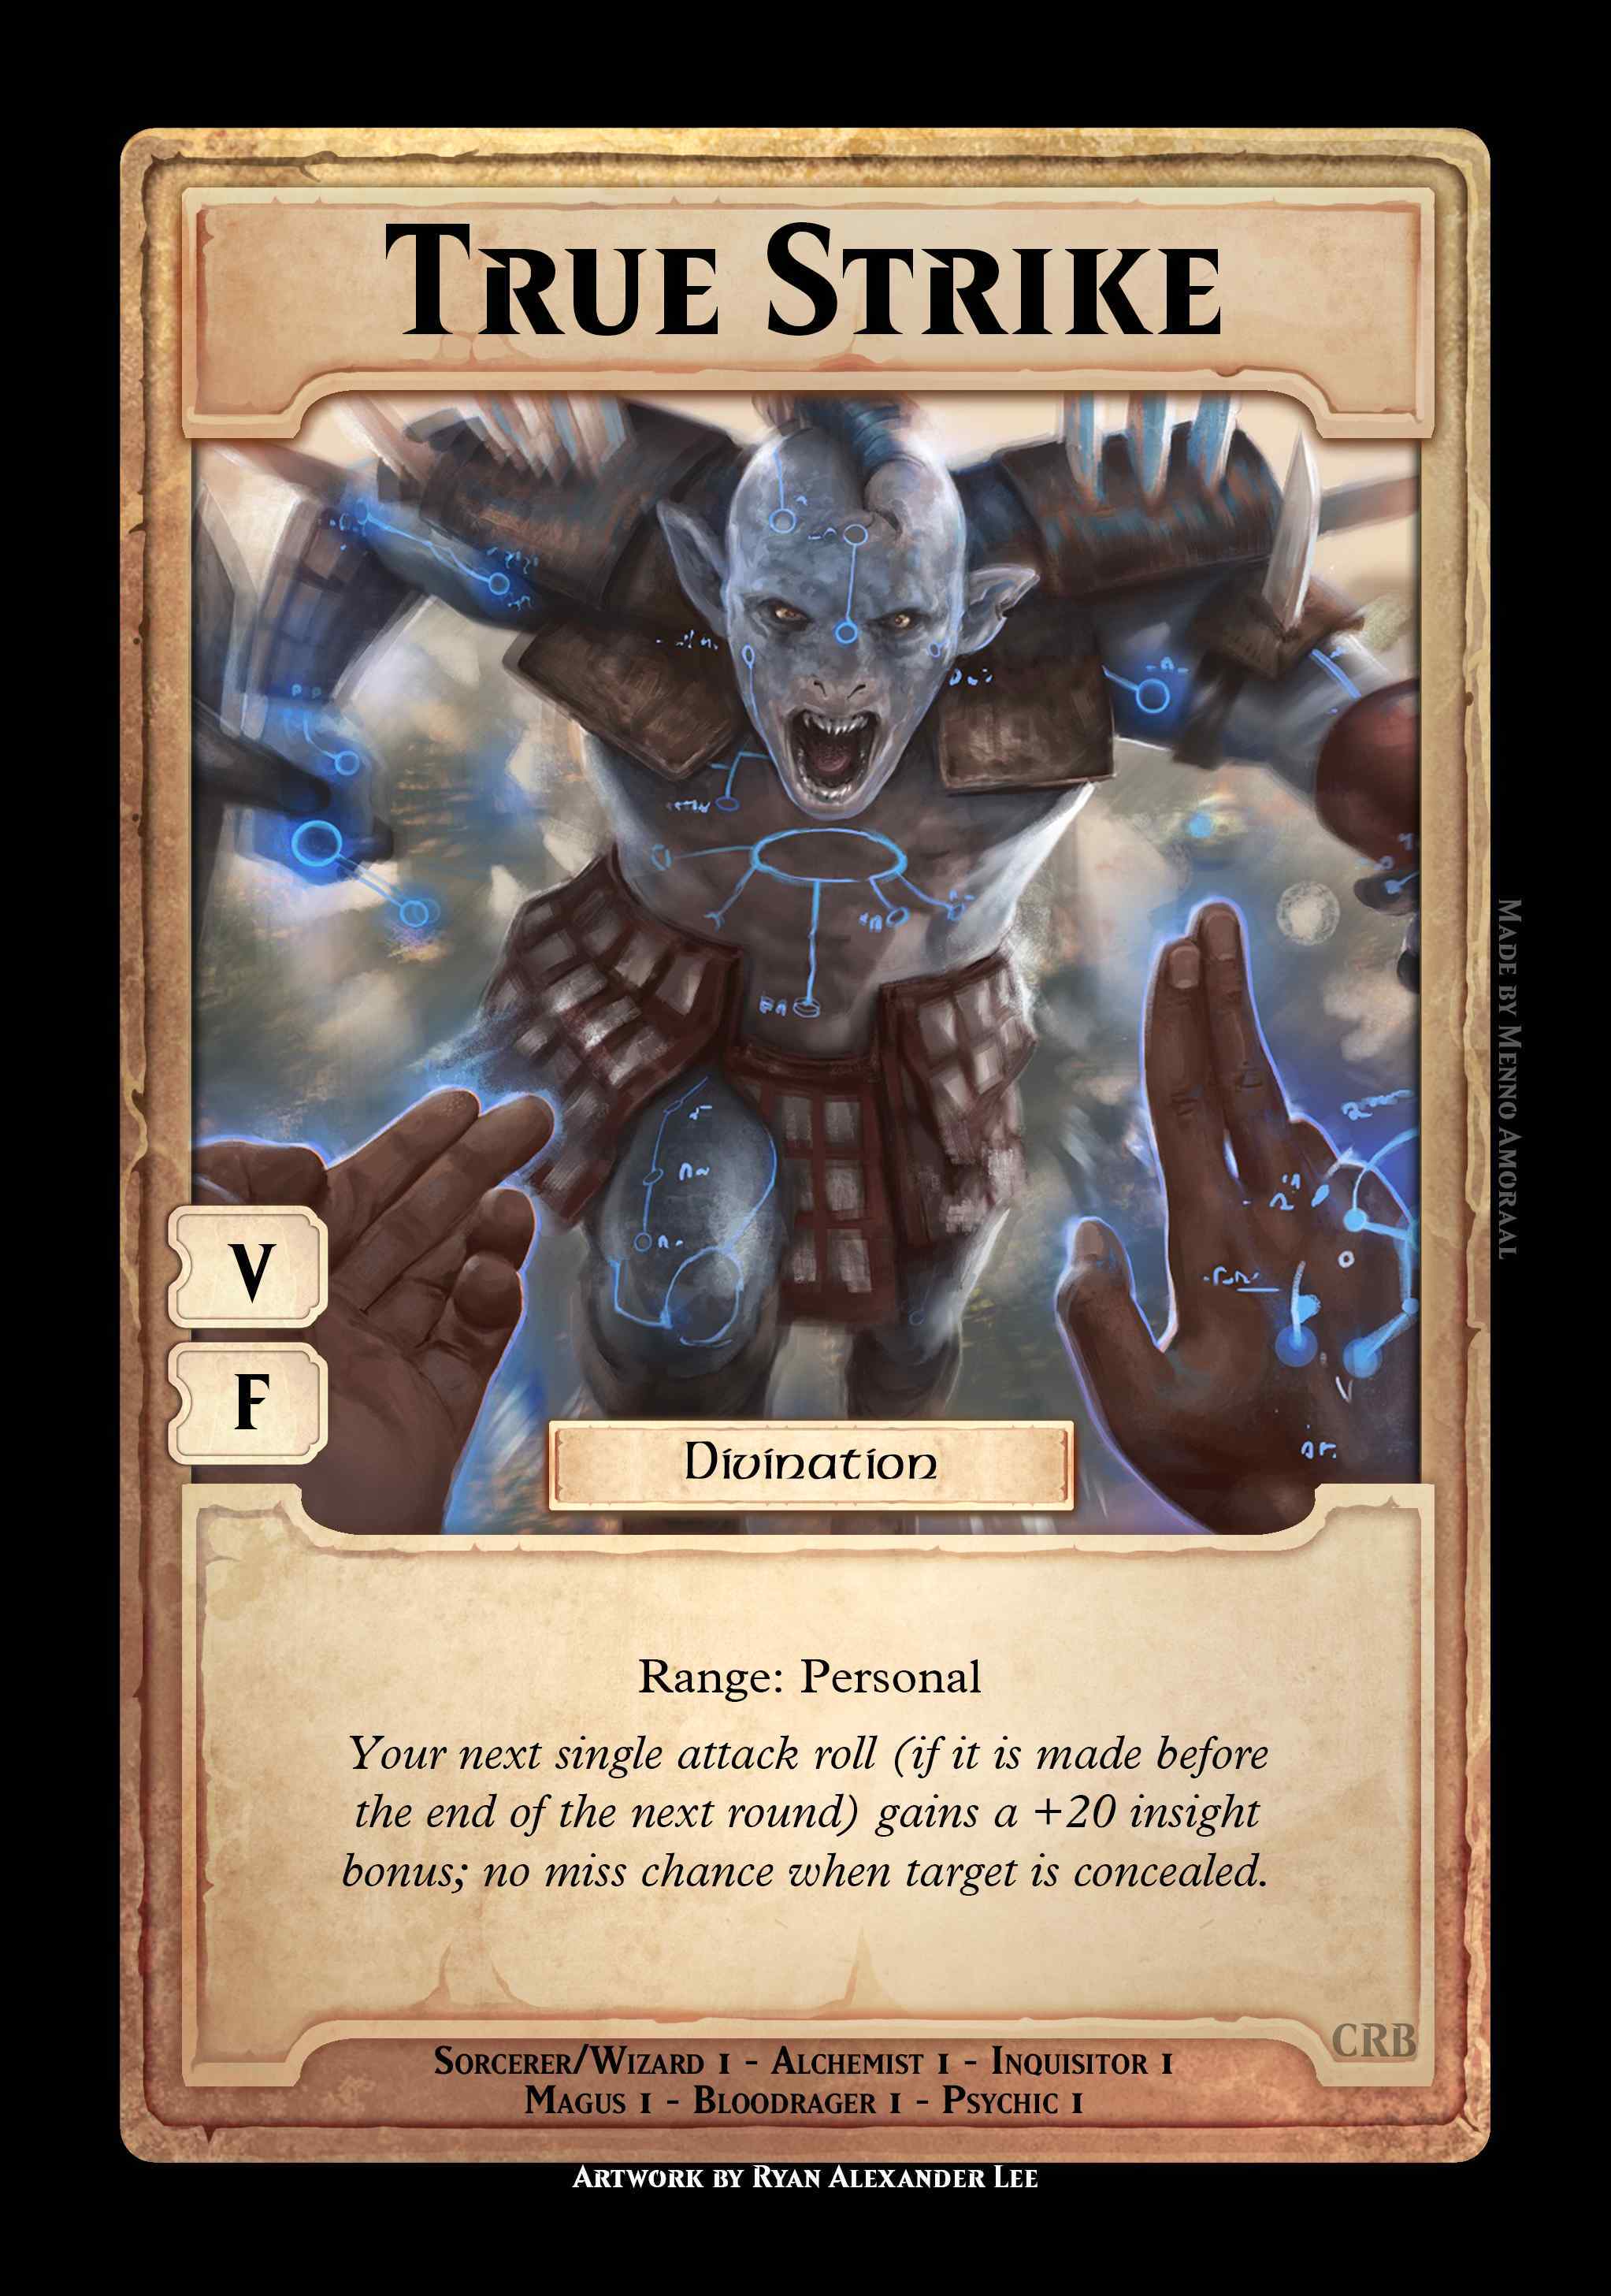 True Strike
V
F
Divination
Range: Personal
Your next single attack roll (if it is made before
the end of the next round) gains a +20 insight
bonus; no miss chance when target is concealed.
CRB
Sorcerer/Wizard 1 - Alchemist 1 - Inquisitor 1
Magus 1 - Bloodrager 1 - Psychic 1
Artwork by Ryan Alexander Lee
Made by Menno Amoraal